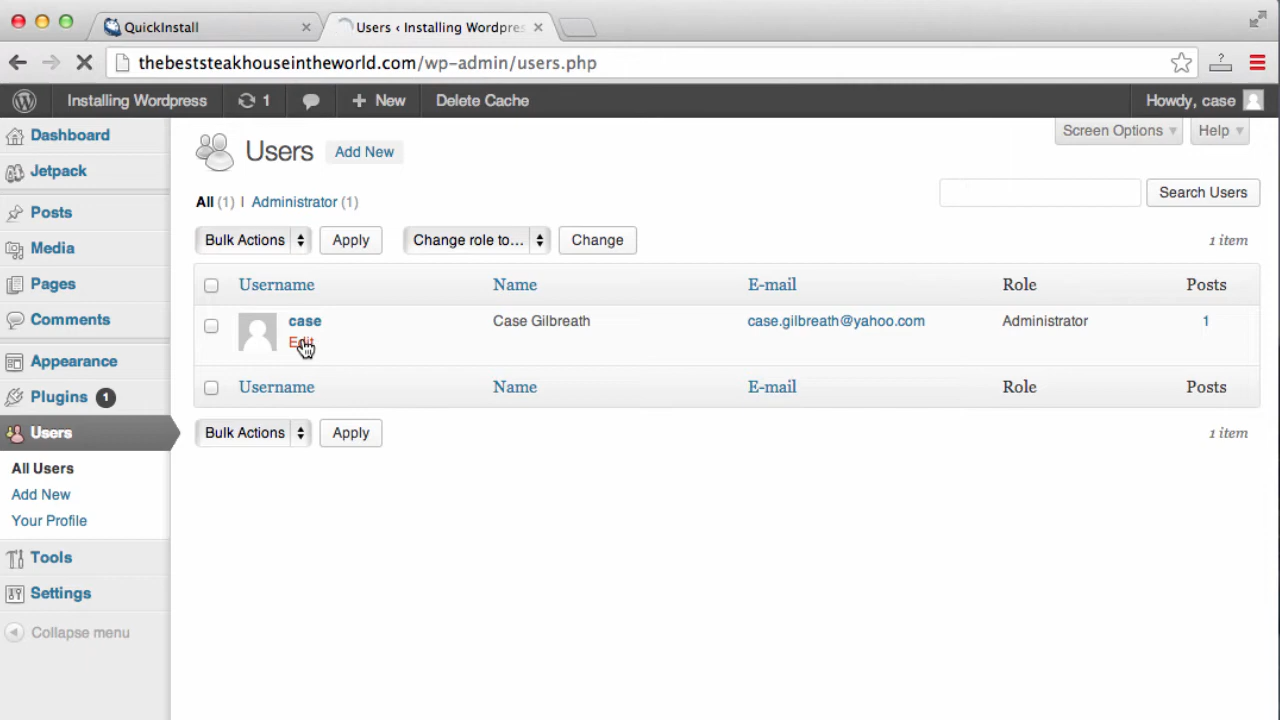 QuickInstall
Users ‹ Installing Wordpres
thebeststeakhouseintheworld.com/wp-admin/users.php
Installing Wordpress 1 + New Delete Cache Howdy, case
Dashboard
Jetpack
Posts
Media
Pages
Comments
Appearance
Plugins 1
Users
All Users
Add New
Your Profile
Tools
Settings
Collapse menu
Screen Options Help
Users Add New
All (1) | Administrator (1)
Search Users
Bulk Actions Apply Change role to... Change 1 item
Username Name E-mail Role Posts
case Case Gilbreath case.gilbreath@yahoo.com Administrator 1
Edit
Username Name E-mail Role Posts
Bulk Actions Apply 1 item